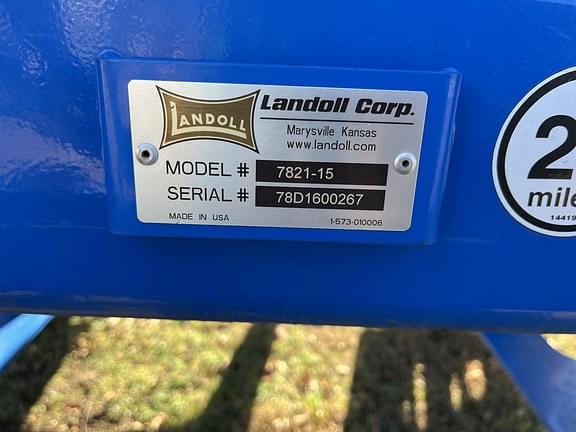 LANDOLL
Landoll Corp.
Marysville Kansas
www.landoll.com
MODEL # 7821-15
SERIAL # 78D1600267
MADE IN USA 1-573-010006
2
mile
14419